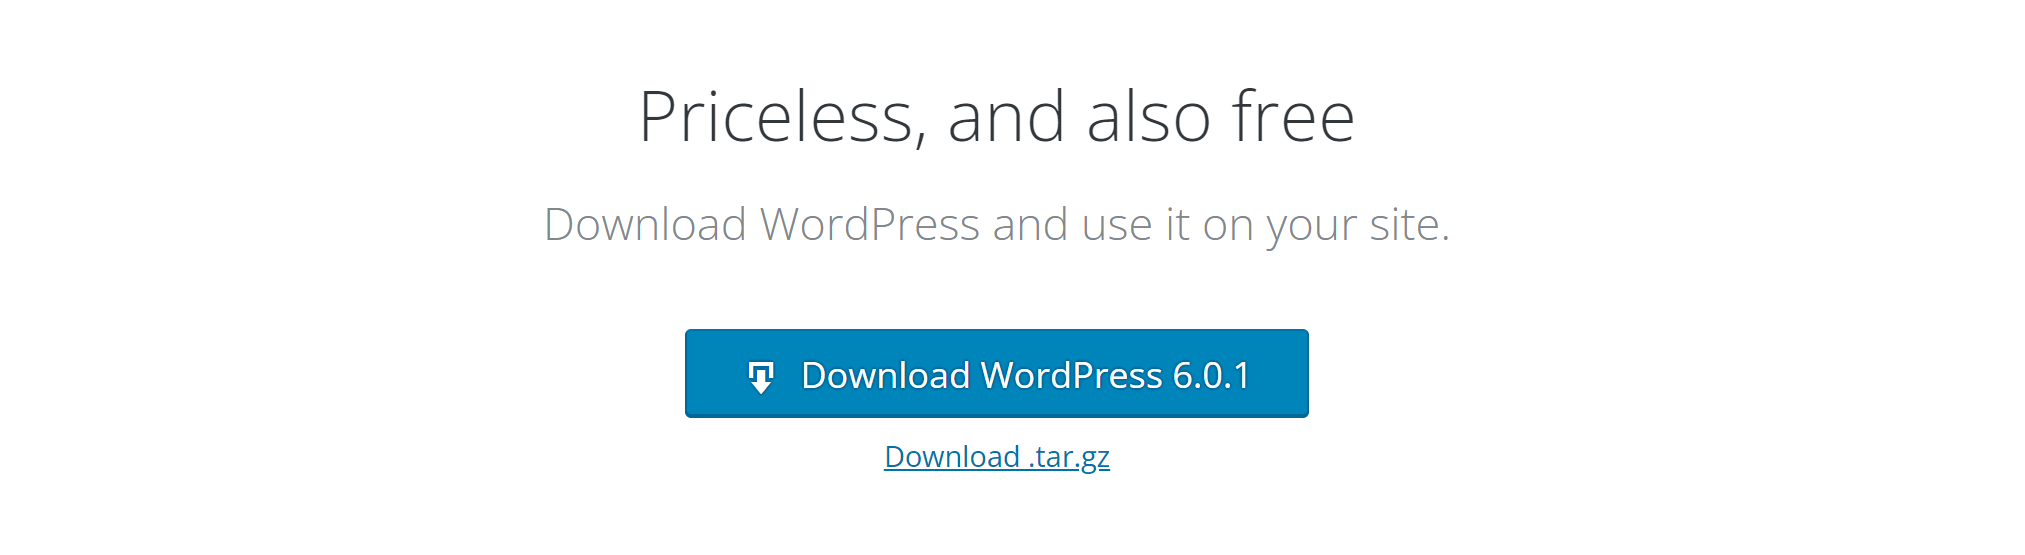 Priceless, and also free
Download WordPress and use it on your site.
Download WordPress 6.0.1
Download .tar.gz